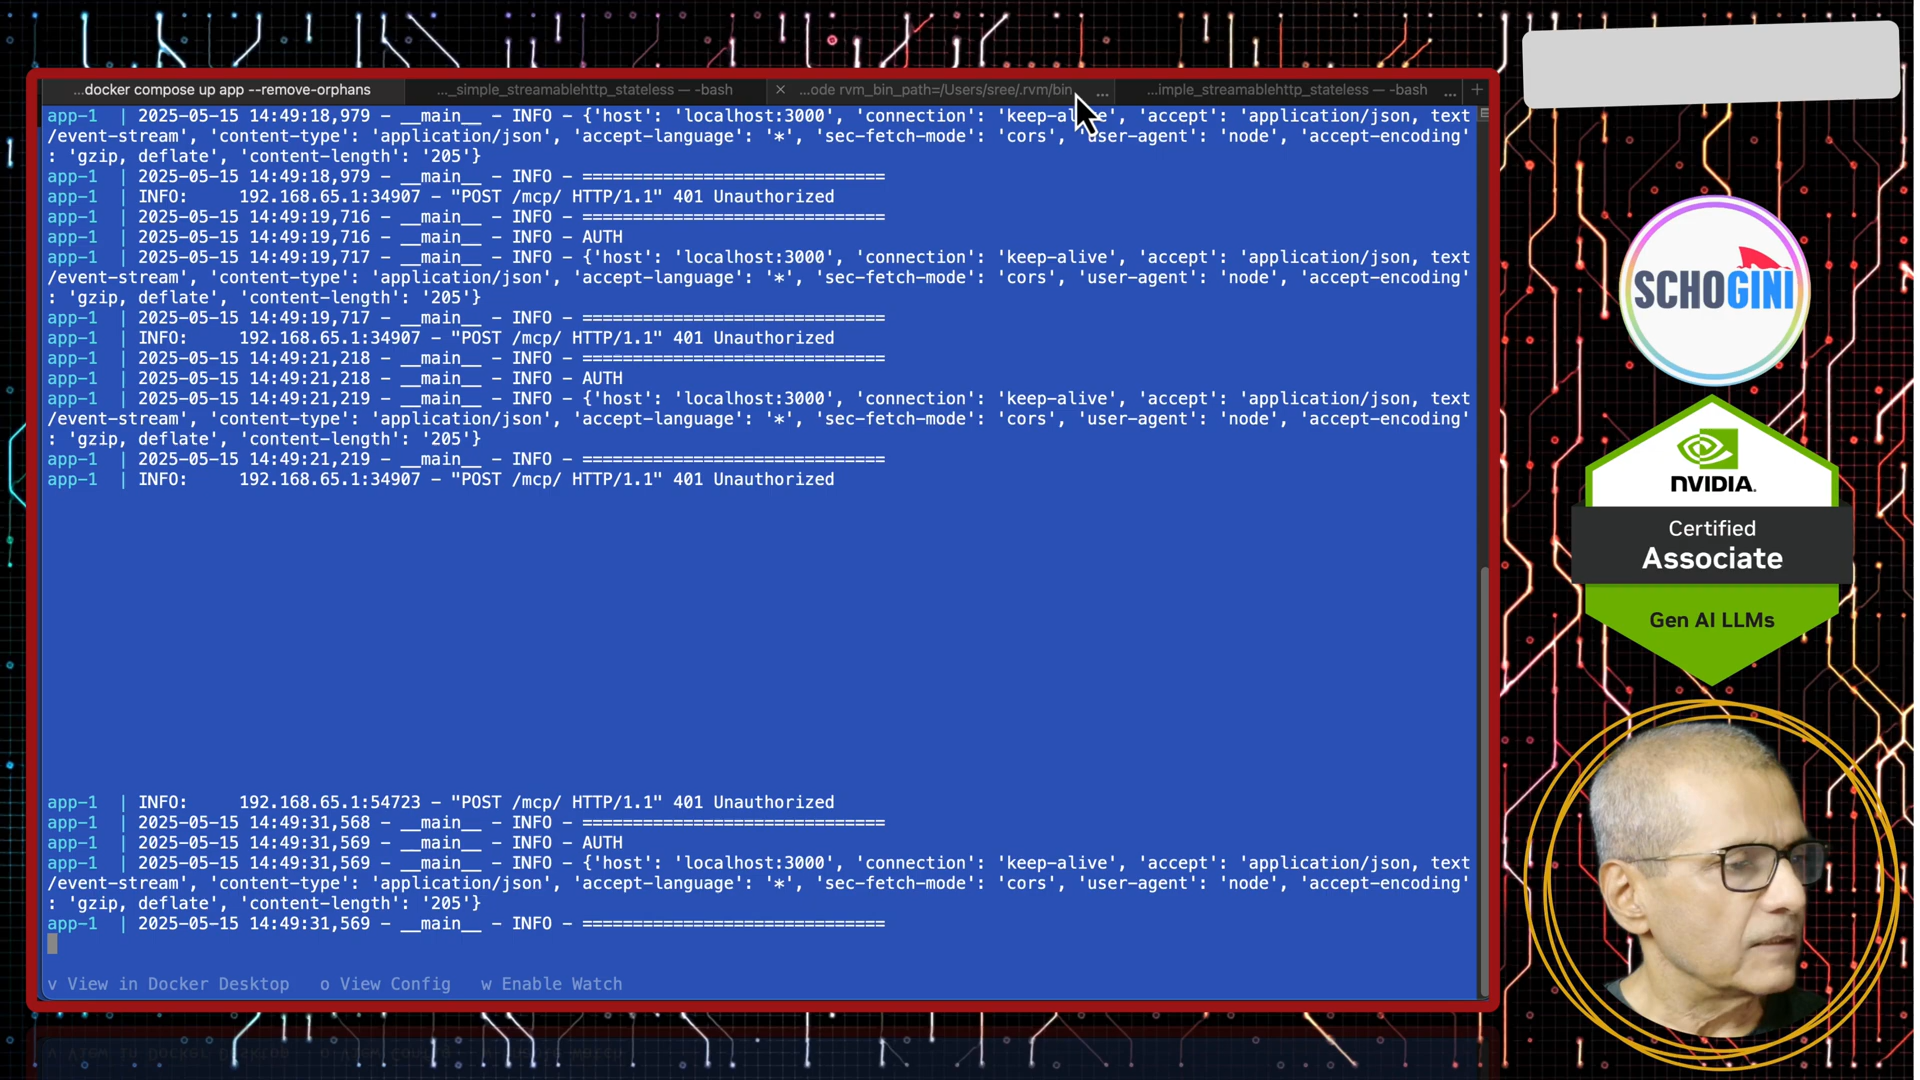 ...docker compose up app --remove-orphans
..._simple_streamablehttp_stateless — -bash
...ode rvm_bin_path=/Users/sree/.rvm/bin
...imple_streamablehttp_stateless — -bash
app-1 | 2025-05-15 14:49:18,979 - __main__ - INFO - {'host': 'localhost:3000', 'connection': 'keep-alive', 'accept': 'application/json, text
/event-stream', 'content-type': 'application/json', 'accept-language': '*', 'sec-fetch-mode': 'cors', 'user-agent': 'node', 'accept-encoding'
: 'gzip, deflate', 'content-length': '205'}
app-1 | 2025-05-15 14:49:18,979 - __main__ - INFO - ==============================
app-1 | INFO: 192.168.65.1:34907 - "POST /mcp/ HTTP/1.1" 401 Unauthorized
app-1 | 2025-05-15 14:49:19,716 - __main__ - INFO - ==============================
app-1 | 2025-05-15 14:49:19,716 - __main__ - INFO - AUTH
app-1 | 2025-05-15 14:49:19,717 - __main__ - INFO - {'host': 'localhost:3000', 'connection': 'keep-alive', 'accept': 'application/json, text
/event-stream', 'content-type': 'application/json', 'accept-language': '*', 'sec-fetch-mode': 'cors', 'user-agent': 'node', 'accept-encoding'
: 'gzip, deflate', 'content-length': '205'}
app-1 | 2025-05-15 14:49:19,717 - __main__ - INFO - ==============================
app-1 | INFO: 192.168.65.1:34907 - "POST /mcp/ HTTP/1.1" 401 Unauthorized
app-1 | 2025-05-15 14:49:21,218 - __main__ - INFO - ==============================
app-1 | 2025-05-15 14:49:21,218 - __main__ - INFO - AUTH
app-1 | 2025-05-15 14:49:21,219 - __main__ - INFO - {'host': 'localhost:3000', 'connection': 'keep-alive', 'accept': 'application/json, text
/event-stream', 'content-type': 'application/json', 'accept-language': '*', 'sec-fetch-mode': 'cors', 'user-agent': 'node', 'accept-encoding'
: 'gzip, deflate', 'content-length': '205'}
app-1 | 2025-05-15 14:49:21,219 - __main__ - INFO - ==============================
app-1 | INFO: 192.168.65.1:34907 - "POST /mcp/ HTTP/1.1" 401 Unauthorized
app-1 | INFO: 192.168.65.1:54723 - "POST /mcp/ HTTP/1.1" 401 Unauthorized
app-1 | 2025-05-15 14:49:31,568 - __main__ - INFO - ==============================
app-1 | 2025-05-15 14:49:31,569 - __main__ - INFO - AUTH
app-1 | 2025-05-15 14:49:31,569 - __main__ - INFO - {'host': 'localhost:3000', 'connection': 'keep-alive', 'accept': 'application/json, text
/event-stream', 'content-type': 'application/json', 'accept-language': '*', 'sec-fetch-mode': 'cors', 'user-agent': 'node', 'accept-encoding'
: 'gzip, deflate', 'content-length': '205'}
app-1 | 2025-05-15 14:49:31,569 - __main__ - INFO - ==============================
v View in Docker Desktop o View Config w Enable Watch
SCHOGINI
NVIDIA.
Certified
Associate
Gen AI LLMs